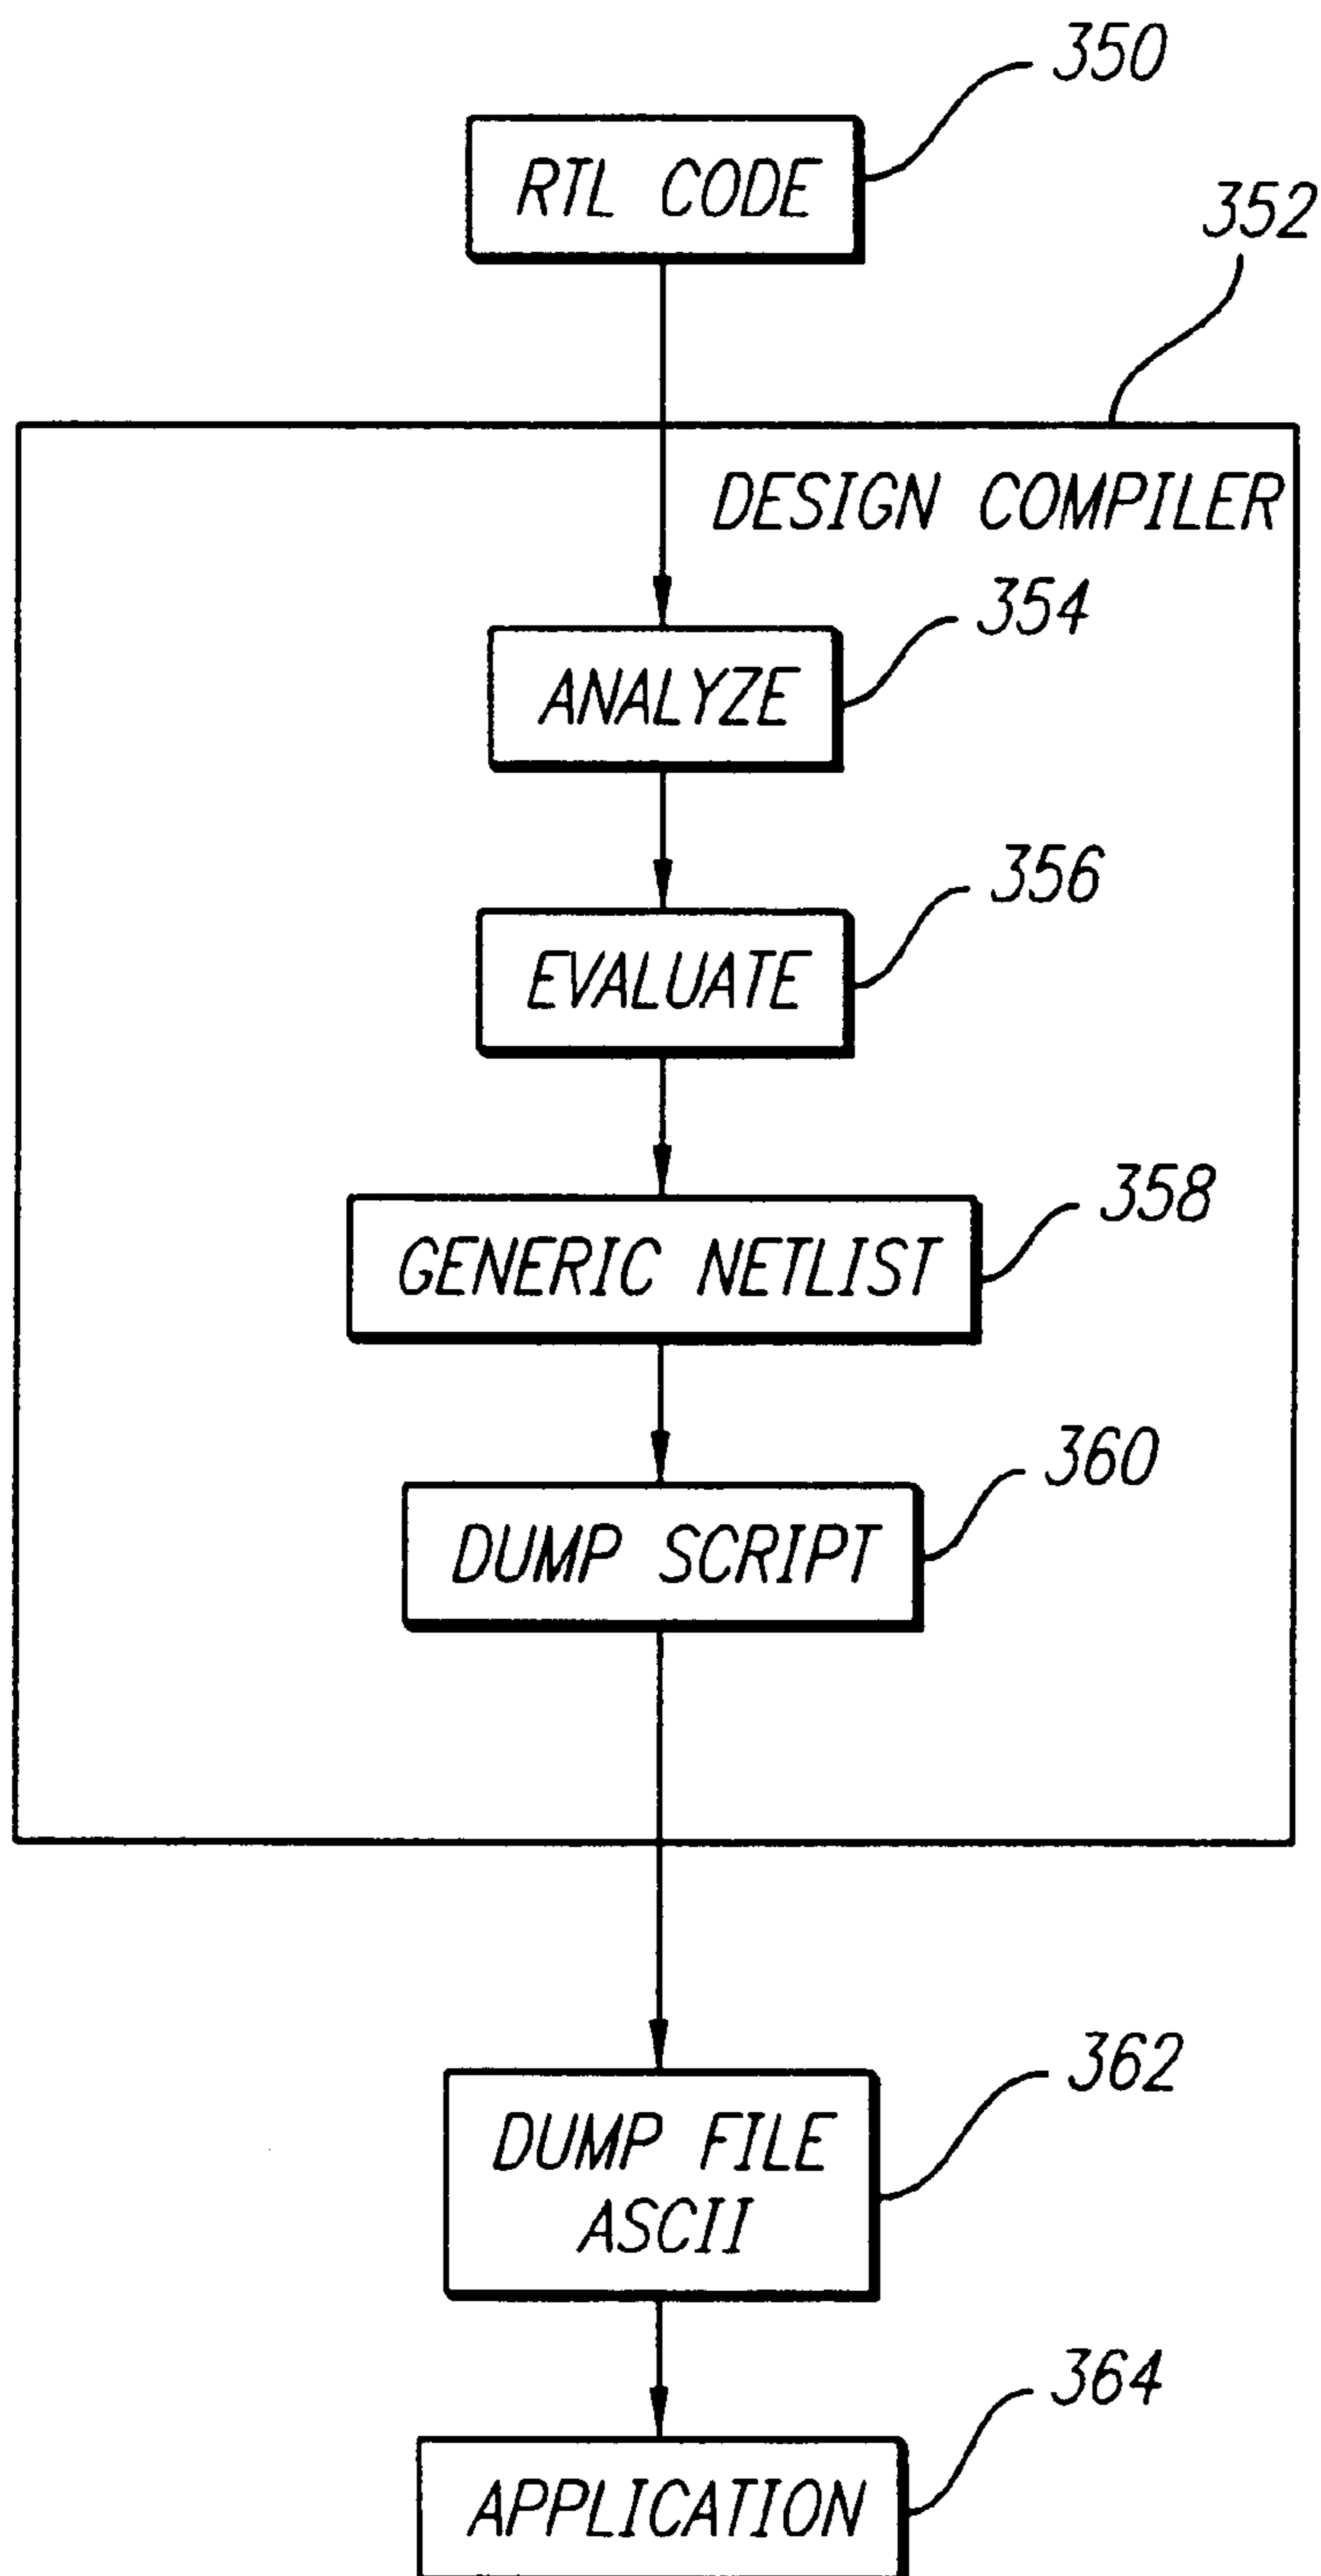 350
RTL CODE
352
DESIGN COMPILER
354
ANALYZE
356
EVALUATE
358
GENERIC NETLIST
360
DUMP SCRIPT
362
DUMP FILE
ASCII
364
APPLICATION